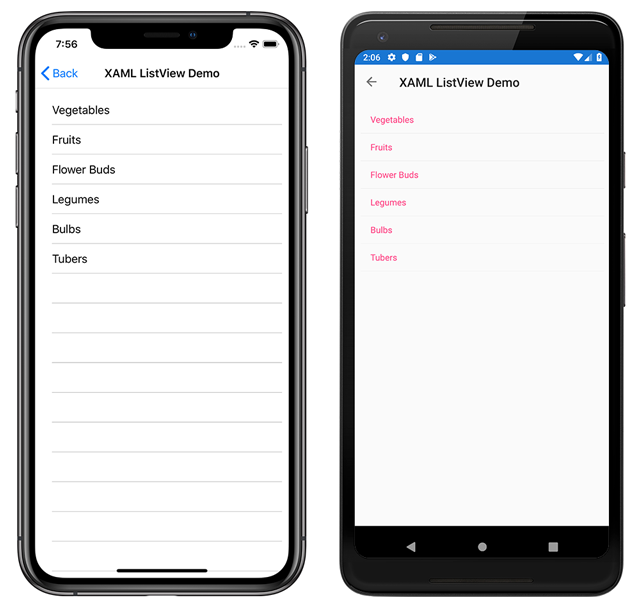 7:56
Back
XAML ListView Demo
Vegetables
Fruits
Flower Buds
Legumes
Bulbs
Tubers
2:06
XAML ListView Demo
Vegetables
Fruits
Flower Buds
Legumes
Bulbs
Tubers